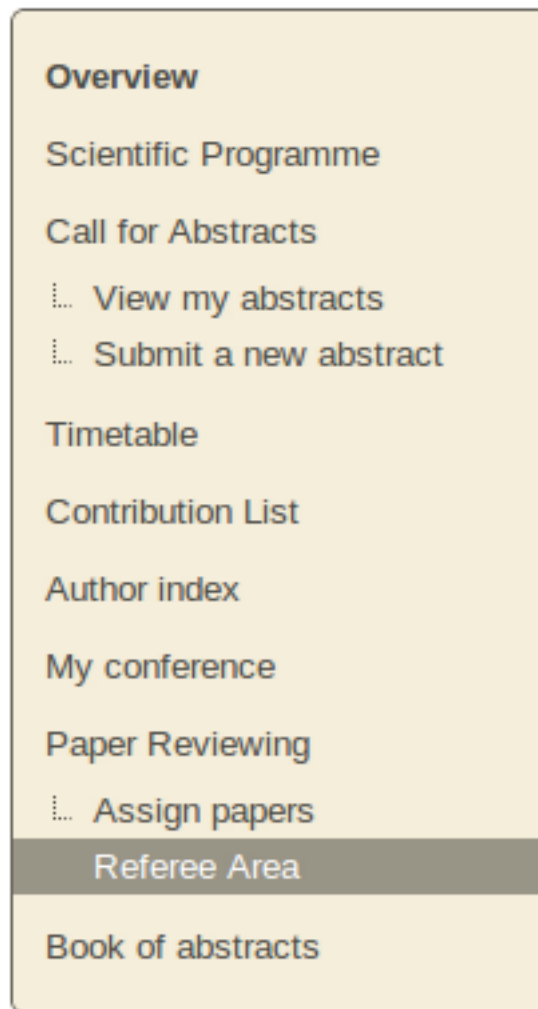 Overview
Scientific Programme
Call for Abstracts
View my abstracts
Submit a new abstract
Timetable
Contribution List
Author index
My conference
Paper Reviewing
Assign papers
Referee Area
Book of abstracts